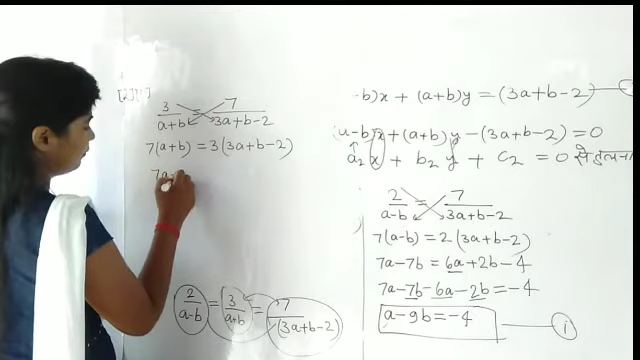 3/(a+b) = 7/(3a+b-2)
7(a+b) = 3(3a+b-2)
7a
2/(a-b) = 3/(a+b) = 7/(3a+b-2)
-b)x + (a+b)y = (3a+b-2)
-b)x + (a+b)y - (3a+b-2) = 0
a₂x + b₂y + c₂ = 0 से तुलना
2/(a-b) = 7/(3a+b-2)
7(a-b) = 2(3a+b-2)
7a-7b = 6a+2b-4
7a-7b-6a-2b = -4
a-9b = -4 — i